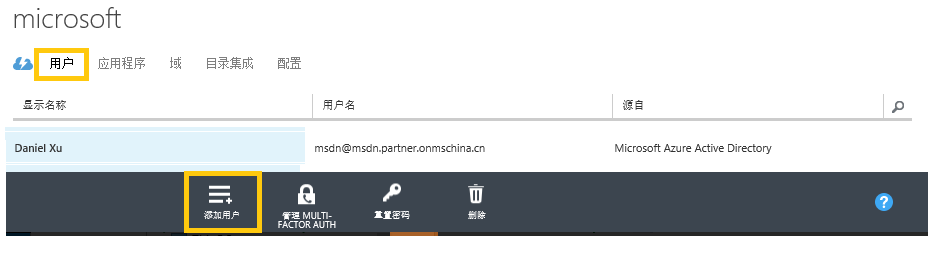 microsoft
用户 应用程序 域 目录集成 配置
显示名称 用户名 源自
Daniel Xu msdn@msdn.partner.onmschina.cn Microsoft Azure Active Directory
添加用户 管理 MULTI-FACTOR AUTH 重置密码 删除
?